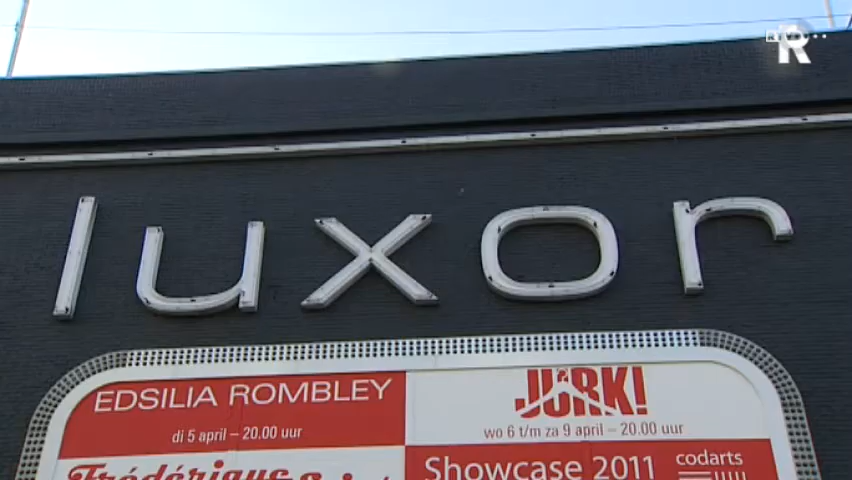 R
luxor
EDSILIA ROMBLEY
di 5 april – 20.00 uur
JURK!
wo 6 t/m za 9 april – 20.00 uur
Frédérique
Showcase 2011
codarts